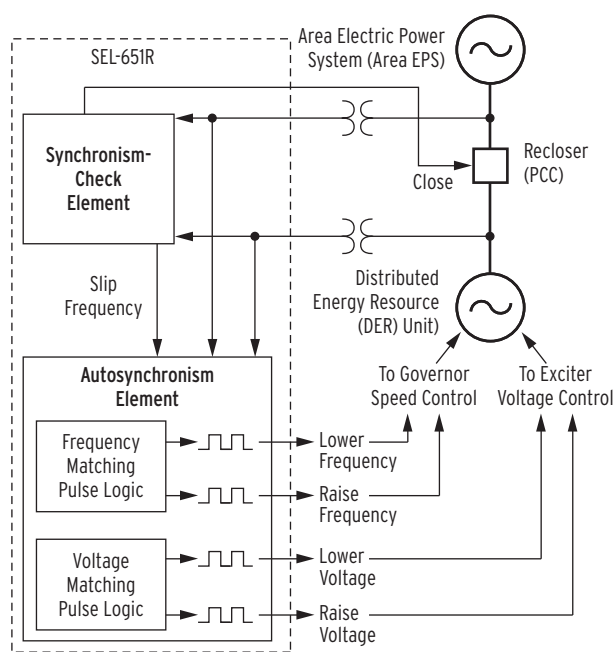 SEL-651R
Area Electric Power
System (Area EPS)
Synchronism-
Check
Element
Close
Recloser
(PCC)
Slip
Frequency
Distributed
Energy Resource
(DER) Unit)
Autosynchronism
Element
To Governor
Speed Control
To Exciter
Voltage Control
Frequency
Matching
Pulse Logic
Lower
Frequency
Raise
Frequency
Voltage
Matching
Pulse Logic
Lower
Voltage
Raise
Voltage